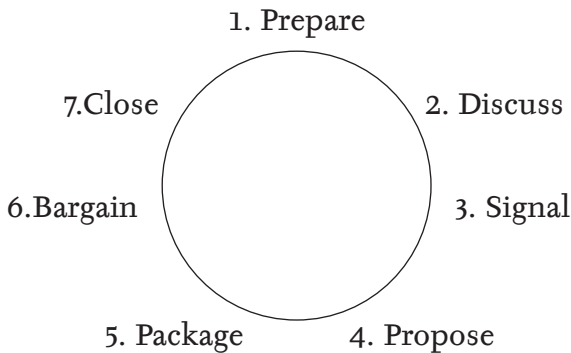 1. Prepare
2. Discuss
3. Signal
4. Propose
5. Package
6.Bargain
7.Close